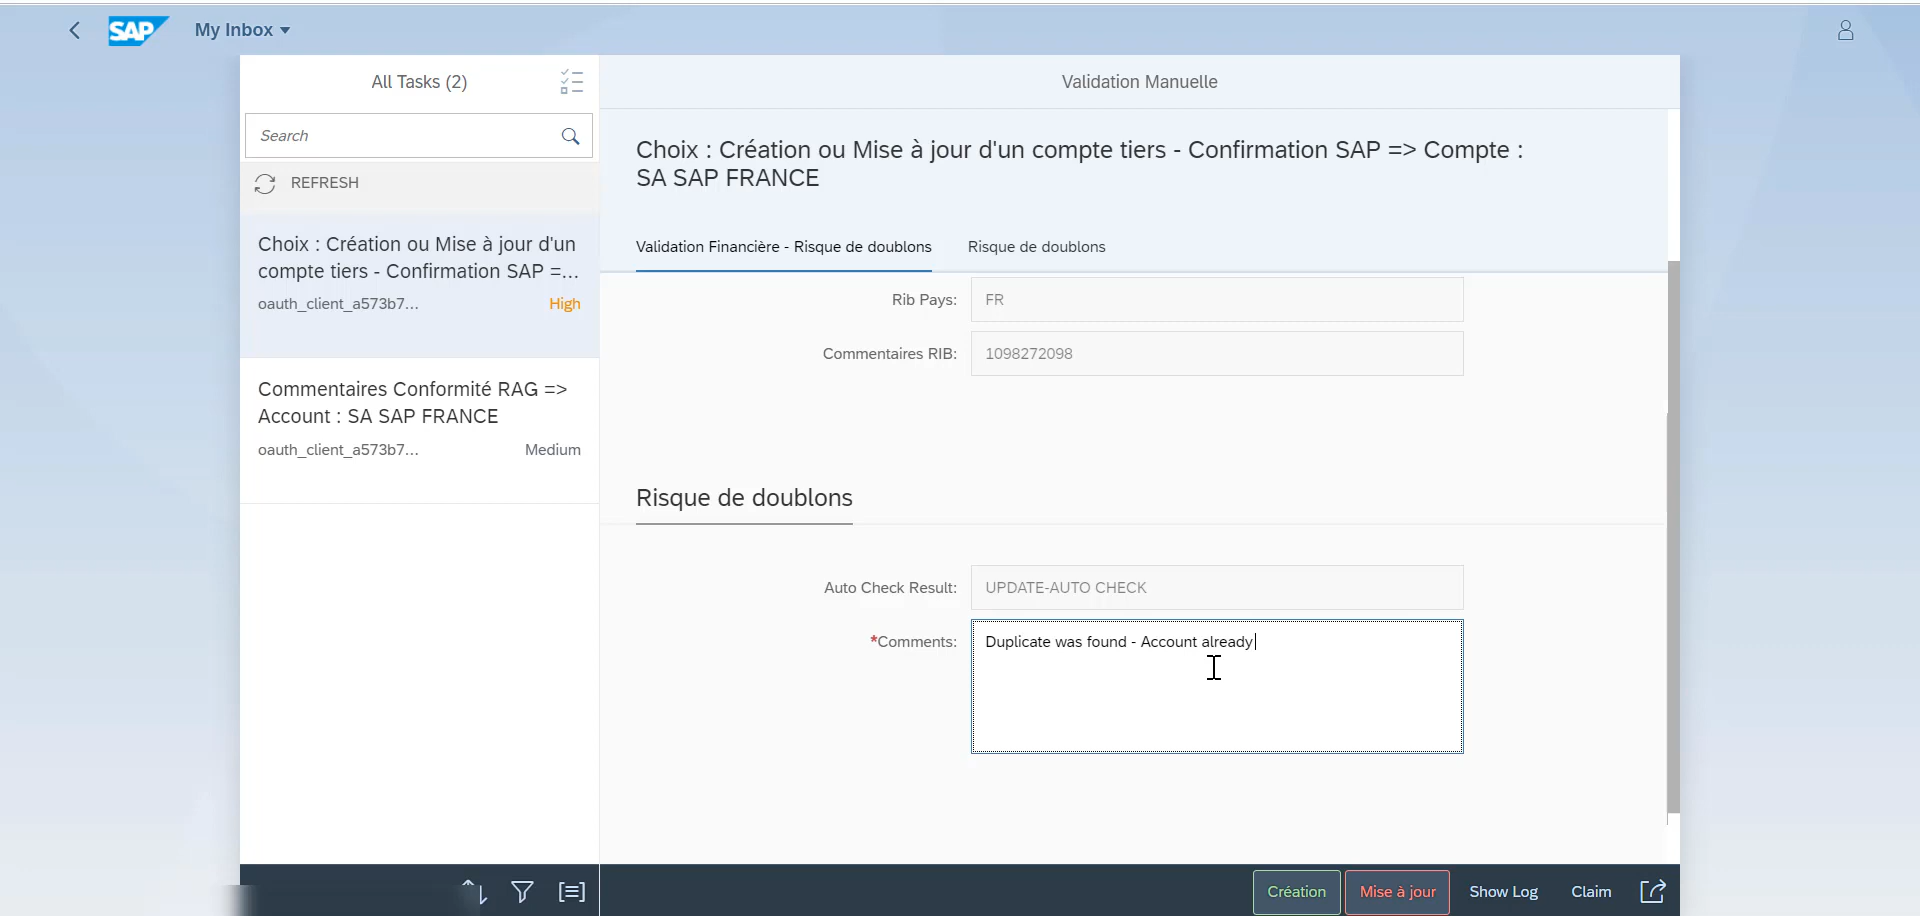 SAP My Inbox
All Tasks (2)
Search
REFRESH
Choix : Création ou Mise à jour d'un
compte tiers - Confirmation SAP =...
oauth_client_a573b7...
High
Commentaires Conformité RAG =>
Account : SA SAP FRANCE
oauth_client_a573b7...
Medium
Validation Manuelle
Choix : Création ou Mise à jour d'un compte tiers - Confirmation SAP => Compte :
SA SAP FRANCE
Validation Financière - Risque de doublons
Risque de doublons
Rib Pays: FR
Commentaires RIB: 1098272098
Risque de doublons
Auto Check Result: UPDATE-AUTO CHECK
*Comments: Duplicate was found - Account already
Création
Mise à jour
Show Log
Claim